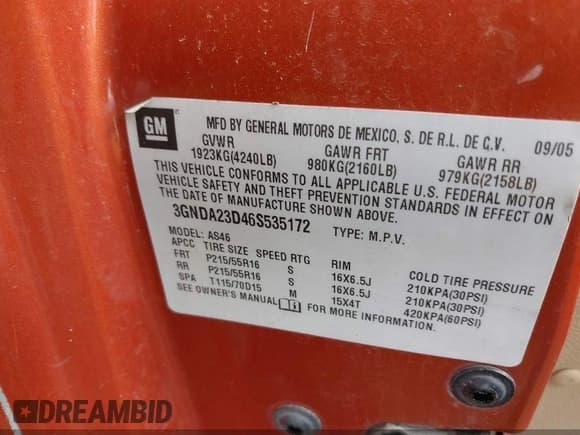 GM
MFD BY GENERAL MOTORS DE MEXICO, S. DE R.L. DE C.V. 09/05
GVWR GAWR FRT GAWR RR
1923KG(4240LB) 980KG(2160LB) 979KG(2158LB)
THIS VEHICLE CONFORMS TO ALL APPLICABLE U.S. FEDERAL MOTOR
VEHICLE SAFETY AND THEFT PREVENTION STANDARDS IN EFFECT ON
THE DATE OF MANUFACTURE SHOWN ABOVE.
3GNDA23D46S535172 TYPE: M.P.V.
MODEL: AS46
APCC TIRE SIZE SPEED RTG RIM COLD TIRE PRESSURE
FRT P215/55R16 S 16X6.5J 210KPA(30PSI)
RR P215/55R16 S 16X6.5J 210KPA(30PSI)
SPA T115/70D15 M 15X4T 420KPA(60PSI)
SEE OWNER'S MANUAL FOR MORE INFORMATION.
DREAMBID